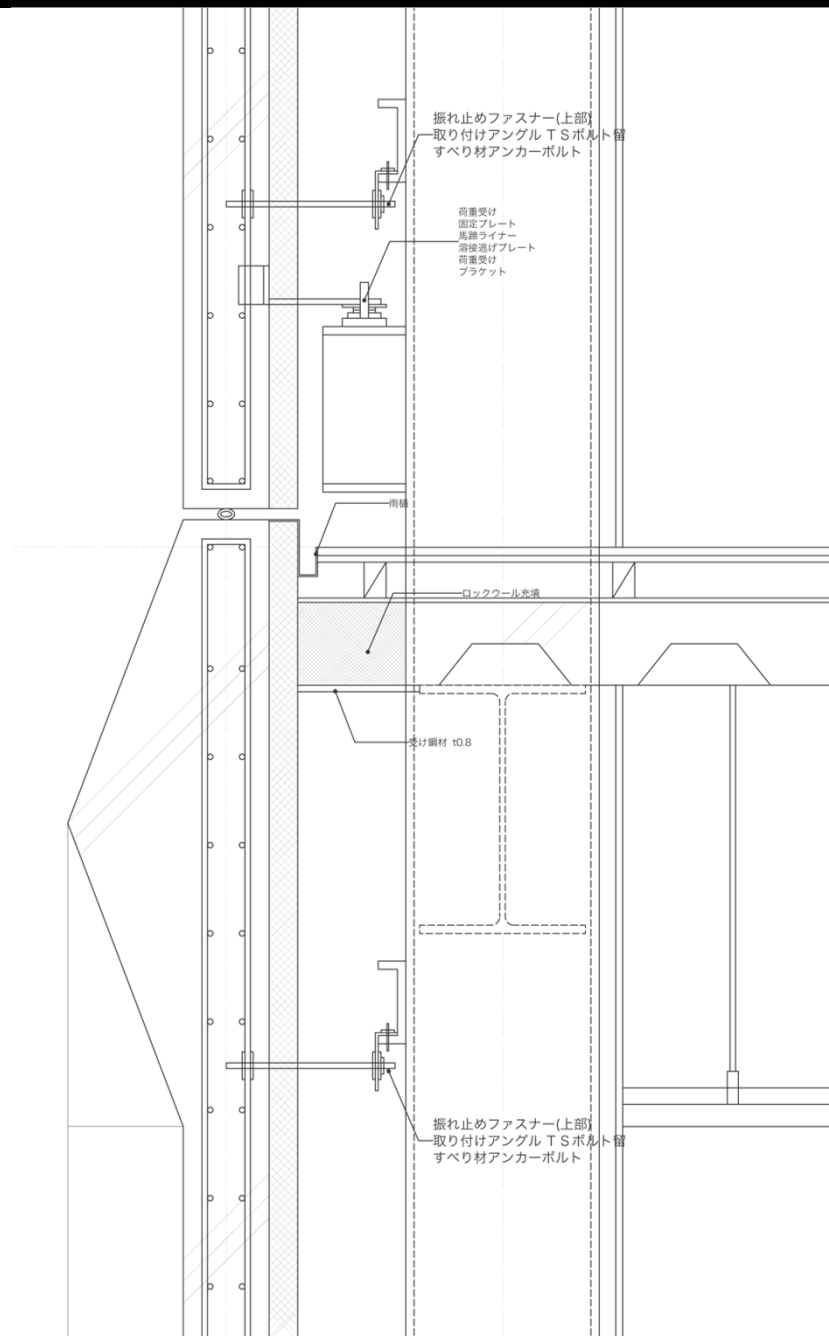 振れ止めファスナー(上部)
取り付けアングル ＴＳボルト留
すべり材アンカーボルト
荷重受け
固定プレート
馬蹄ライナー
溶接逃げプレート
荷重受け
ブラケット
雨樋
ロックウール充填
受け鋼材 t0.8
振れ止めファスナー(上部)
取り付けアングル ＴＳボルト留
すべり材アンカーボルト